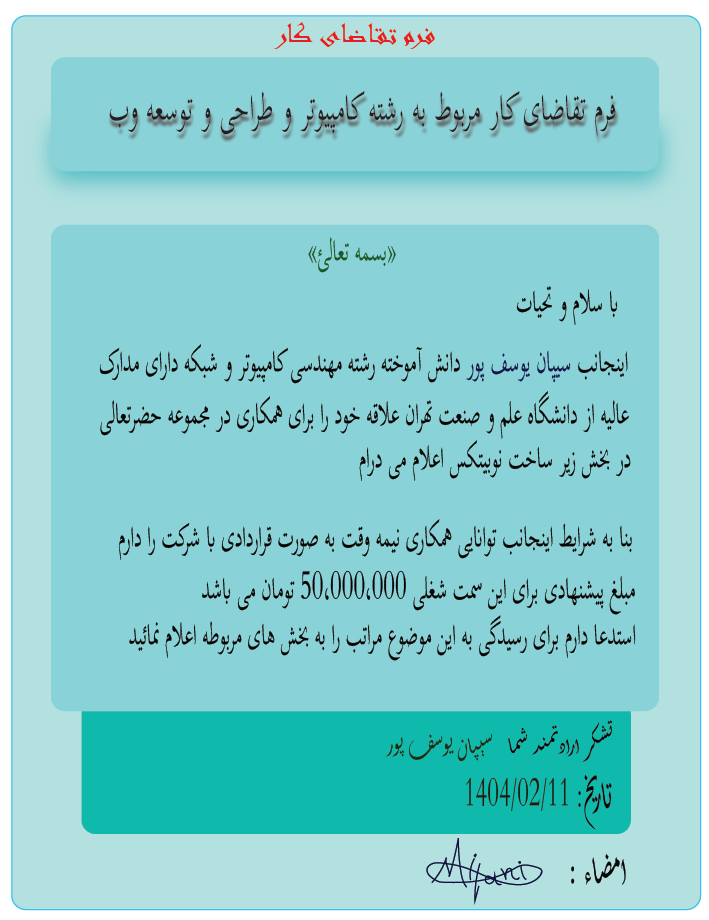 فرم تقاضای کار
فرم تقاضای کار مربوط به رشته کامپیوتر و طراحی و توسعه وب
«بسمه تعالئ»
با سلام و تحیات
اینجانب سیپان یوسف پور دانش آموخته رشته مهندسی کامپیوتر و شبکه دارای مدارک
عالیه از دانشگاه علم و صنعت تهران علاقه خود را برای همکاری در مجموعه حضرتعالی
در بخش زیر ساخت نوبیتکس اعلام می درام
بنا به شرایط اینجانب توانایی همکاری نیمه وقت به صورت قراردادی با شرکت را دارم
مبلغ پیشنهادی برای این سمت شغلی 50،000،000 تومان می باشد
استدعا دارم برای رسیدگی به این موضوع مراتب را به بخش های مربوطه اعلام نمائید
تشکر ارادتمند شما سیپان یوسف پور
تاریخ: 1404/02/11
امضاء :